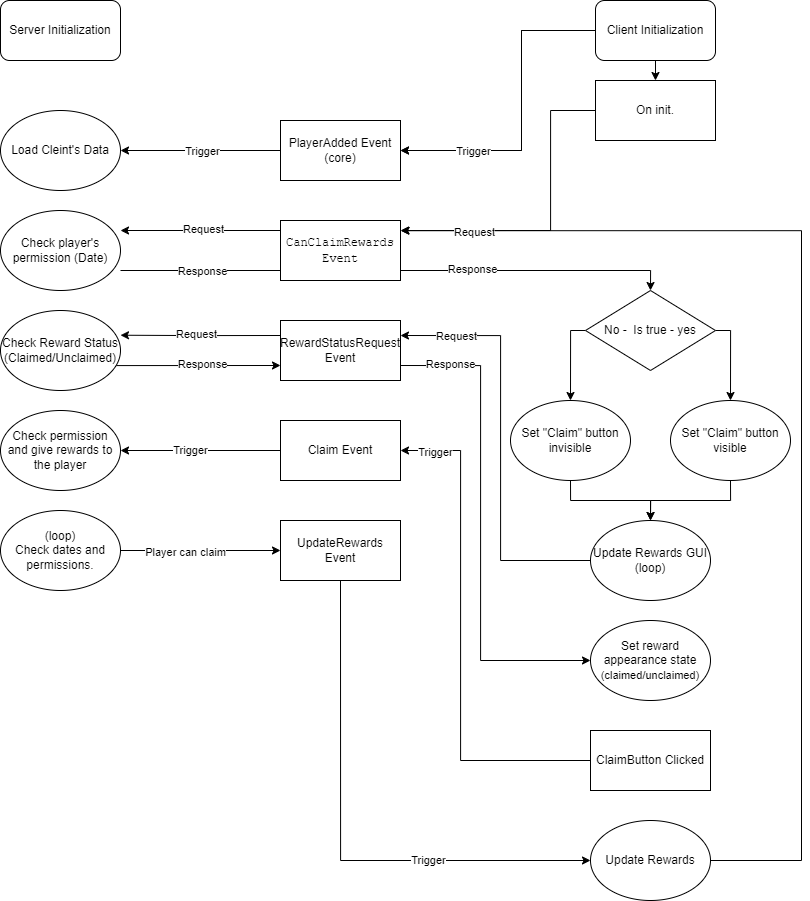 Server Initialization
Client Initialization
On init.
Load Cleint's Data
Trigger
PlayerAdded Event
(core)
Trigger
Check player's
permission (Date)
Request
Response
CanClaimRewards
Event
Request
Response
No -  Is true - yes
Check Reward Status
(Claimed/Unclaimed)
Request
Response
RewardStatusRequest
Event
Request
Response
Set "Claim" button
invisible
Set "Claim" button
visible
Check permission
and give rewards to
the player
Trigger
Claim Event
Trigger
(loop)
Check dates and
permissions.
Player can claim
UpdateRewards
Event
Update Rewards GUI
(loop)
Set reward
appearance state
(claimed/unclaimed)
ClaimButton Clicked
Trigger
Update Rewards